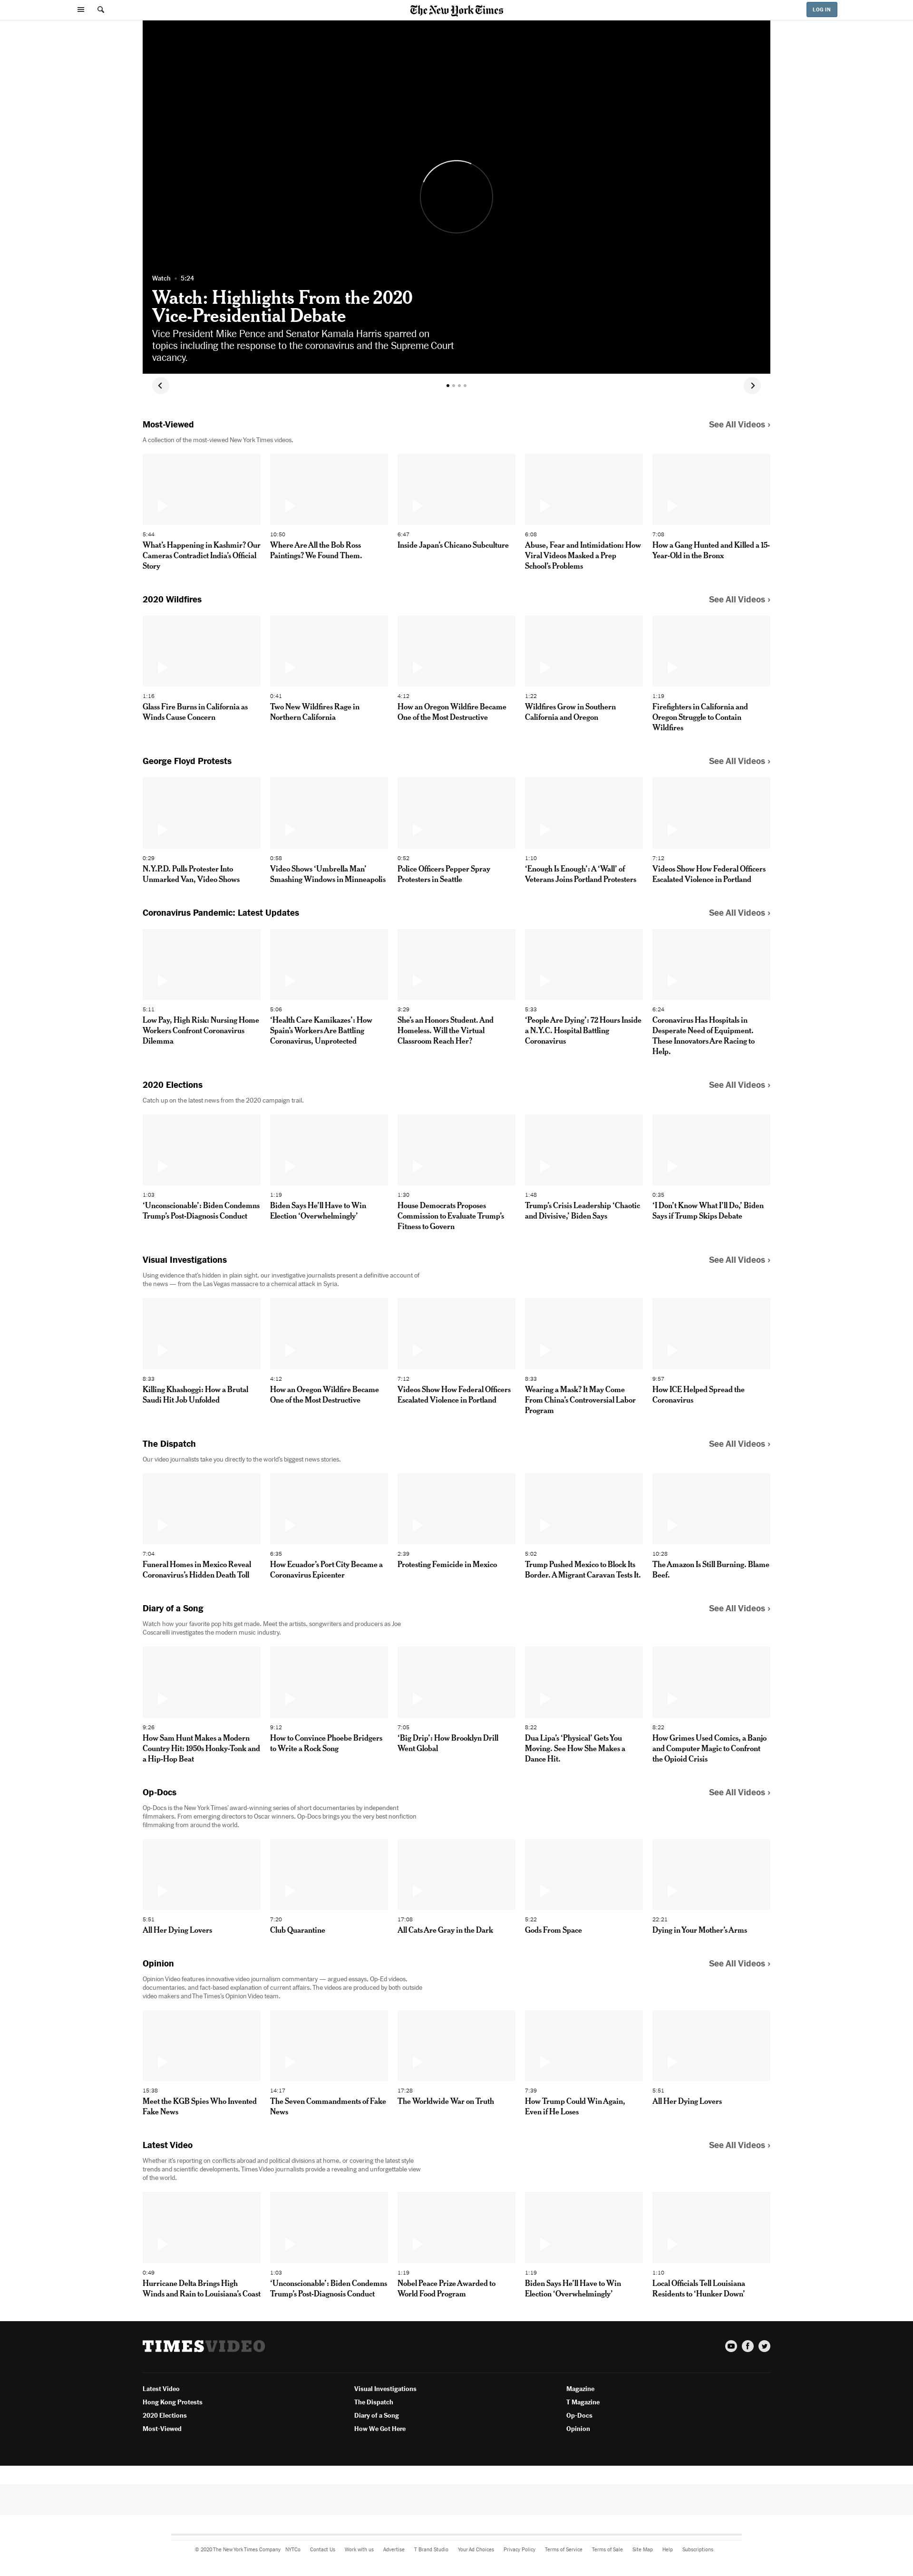 The New York Times
LOG IN
Watch • 5:24
Watch: Highlights From the 2020
Vice-Presidential Debate
Vice President Mike Pence and Senator Kamala Harris sparred on
topics including the response to the coronavirus and the Supreme Court
vacancy.
Most-Viewed
See All Videos ›
A collection of the most-viewed New York Times videos.
5:44
What's Happening in Kashmir? Our
Cameras Contradict India's Official
Story
10:50
Where Are All the Bob Ross
Paintings? We Found Them.
6:47
Inside Japan's Chicano Subculture
6:08
Abuse, Fear and Intimidation: How
Viral Videos Masked a Prep
School's Problems
7:08
How a Gang Hunted and Killed a 15-
Year-Old in the Bronx
2020 Wildfires
See All Videos ›
1:16
Glass Fire Burns in California as
Winds Cause Concern
0:41
Two New Wildfires Rage in
Northern California
4:12
How an Oregon Wildfire Became
One of the Most Destructive
1:22
Wildfires Grow in Southern
California and Oregon
1:19
Firefighters in California and
Oregon Struggle to Contain
Wildfires
George Floyd Protests
See All Videos ›
0:29
N.Y.P.D. Pulls Protester Into
Unmarked Van, Video Shows
0:58
Video Shows ‘Umbrella Man’
Smashing Windows in Minneapolis
0:52
Police Officers Pepper Spray
Protesters in Seattle
1:10
‘Enough Is Enough’: A ‘Wall’ of
Veterans Joins Portland Protesters
7:12
Videos Show How Federal Officers
Escalated Violence in Portland
Coronavirus Pandemic: Latest Updates
See All Videos ›
5:11
Low Pay, High Risk: Nursing Home
Workers Confront Coronavirus
Dilemma
5:06
‘Health Care Kamikazes’: How
Spain's Workers Are Battling
Coronavirus, Unprotected
3:29
She's an Honors Student. And
Homeless. Will the Virtual
Classroom Reach Her?
5:33
‘People Are Dying’: 72 Hours Inside
a N.Y.C. Hospital Battling
Coronavirus
6:24
Coronavirus Has Hospitals in
Desperate Need of Equipment.
These Innovators Are Racing to
Help.
2020 Elections
See All Videos ›
Catch up on the latest news from the 2020 campaign trail.
1:03
‘Unconscionable’: Biden Condemns
Trump's Post-Diagnosis Conduct
1:19
Biden Says He'll Have to Win
Election ‘Overwhelmingly’
1:30
House Democrats Proposes
Commission to Evaluate Trump's
Fitness to Govern
1:48
Trump's Crisis Leadership ‘Chaotic
and Divisive,’ Biden Says
0:35
‘I Don't Know What I'll Do,’ Biden
Says if Trump Skips Debate
Visual Investigations
See All Videos ›
Using evidence that's hidden in plain sight, our investigative journalists present a definitive account of
the news — from the Las Vegas massacre to a chemical attack in Syria.
8:33
Killing Khashoggi: How a Brutal
Saudi Hit Job Unfolded
4:12
How an Oregon Wildfire Became
One of the Most Destructive
7:12
Videos Show How Federal Officers
Escalated Violence in Portland
8:33
Wearing a Mask? It May Come
From China's Controversial Labor
Program
9:57
How ICE Helped Spread the
Coronavirus
The Dispatch
See All Videos ›
Our video journalists take you directly to the world's biggest news stories.
7:04
Funeral Homes in Mexico Reveal
Coronavirus's Hidden Death Toll
6:35
How Ecuador's Port City Became a
Coronavirus Epicenter
2:39
Protesting Femicide in Mexico
5:02
Trump Pushed Mexico to Block Its
Border. A Migrant Caravan Tests It.
10:28
The Amazon Is Still Burning. Blame
Beef.
Diary of a Song
See All Videos ›
Watch how your favorite pop hits get made. Meet the artists, songwriters and producers as Joe
Coscarelli investigates the modern music industry.
9:26
How Sam Hunt Makes a Modern
Country Hit: 1950s Honky-Tonk and
a Hip-Hop Beat
9:12
How to Convince Phoebe Bridgers
to Write a Rock Song
7:05
‘Big Drip’: How Brooklyn Drill
Went Global
8:22
Dua Lipa's ‘Physical’ Gets You
Moving. See How She Makes a
Dance Hit.
8:22
How Grimes Used Comics, a Banjo
and Computer Magic to Confront
the Opioid Crisis
Op-Docs
See All Videos ›
Op-Docs is the New York Times' award-winning series of short documentaries by independent
filmmakers. From emerging directors to Oscar winners, Op-Docs brings you the very best nonfiction
filmmaking from around the world.
5:51
All Her Dying Lovers
7:20
Club Quarantine
17:08
All Cats Are Gray in the Dark
5:22
Gods From Space
22:21
Dying in Your Mother's Arms
Opinion
See All Videos ›
Opinion Video features innovative video journalism commentary — argued essays, Op-Ed videos,
documentaries, and fact-based explanation of current affairs. The videos are produced by both outside
video makers and The Times's Opinion Video team.
15:38
Meet the KGB Spies Who Invented
Fake News
14:17
The Seven Commandments of Fake
News
17:28
The Worldwide War on Truth
7:39
How Trump Could Win Again,
Even if He Loses
5:51
All Her Dying Lovers
Latest Video
See All Videos ›
Whether it's reporting on conflicts abroad and political divisions at home, or covering the latest style
trends and scientific developments, Times Video journalists provide a revealing and unforgettable view
of the world.
0:49
Hurricane Delta Brings High
Winds and Rain to Louisiana's Coast
1:03
‘Unconscionable’: Biden Condemns
Trump's Post-Diagnosis Conduct
1:19
Nobel Peace Prize Awarded to
World Food Program
1:19
Biden Says He'll Have to Win
Election ‘Overwhelmingly’
1:10
Local Officials Tell Louisiana
Residents to ‘Hunker Down’
TIMESVIDEO
Latest Video
Hong Kong Protests
2020 Elections
Most-Viewed
Visual Investigations
The Dispatch
Diary of a Song
How We Got Here
Magazine
T Magazine
Op-Docs
Opinion
© 2020 The New York Times Company NYTCo Contact Us Work with us Advertise T Brand Studio Your Ad Choices Privacy Policy Terms of Service Terms of Sale Site Map Help Subscriptions